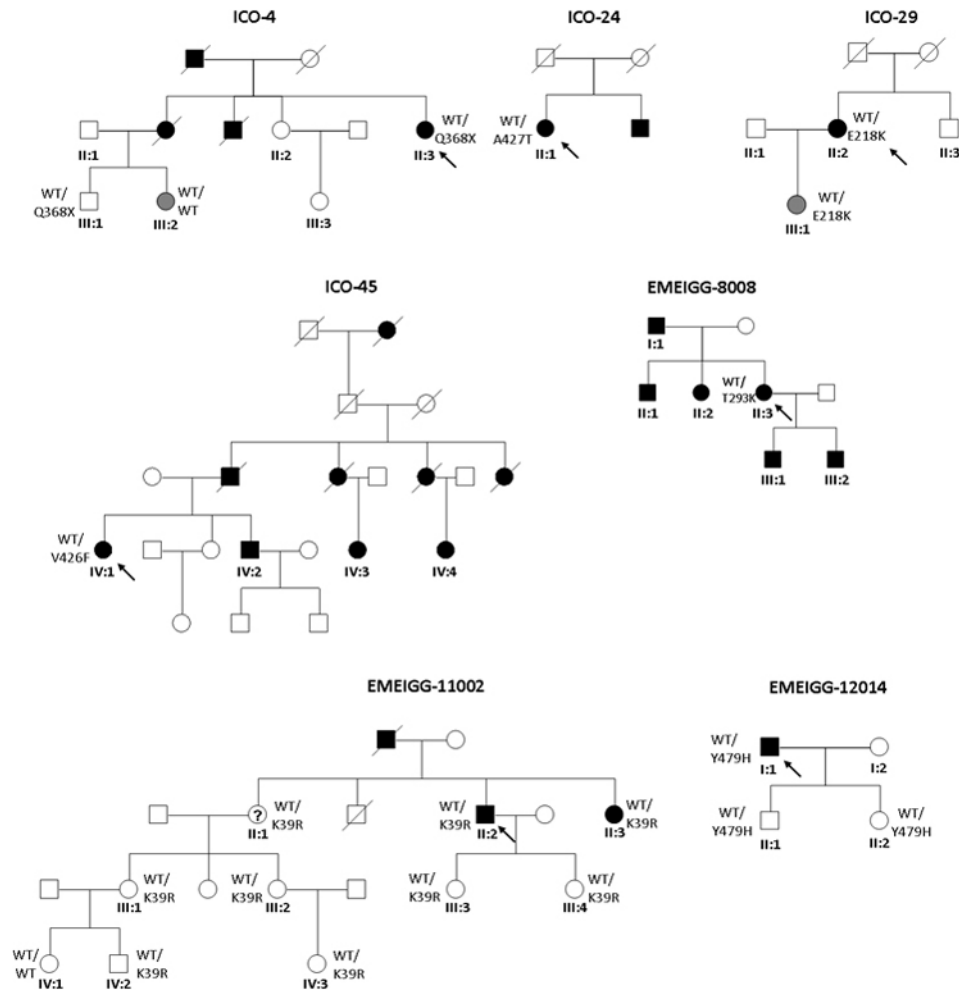 ICO-4
ICO-24
ICO-29
WT/
Q368X
II:1
II:2
II:3
WT/
Q368X
III:1
WT/
WT
III:2
III:3
WT/
A427T
II:1
WT/
E218K
II:1
II:2
II:3
WT/
E218K
III:1
ICO-45
EMEIGG-8008
I:1
WT/
T293K
II:1
II:2
II:3
III:1
III:2
WT/
V426F
IV:1
IV:2
IV:3
IV:4
EMEIGG-11002
EMEIGG-12014
?
WT/
K39R
II:1
WT/
K39R
II:2
WT/
K39R
II:3
WT/
K39R
III:1
WT/
K39R
III:2
WT/
K39R
III:3
WT/
K39R
III:4
WT/
WT
IV:1
WT/
K39R
IV:2
WT/
K39R
IV:3
WT/
Y479H
I:1
I:2
WT/
Y479H
II:1
WT/
Y479H
II:2